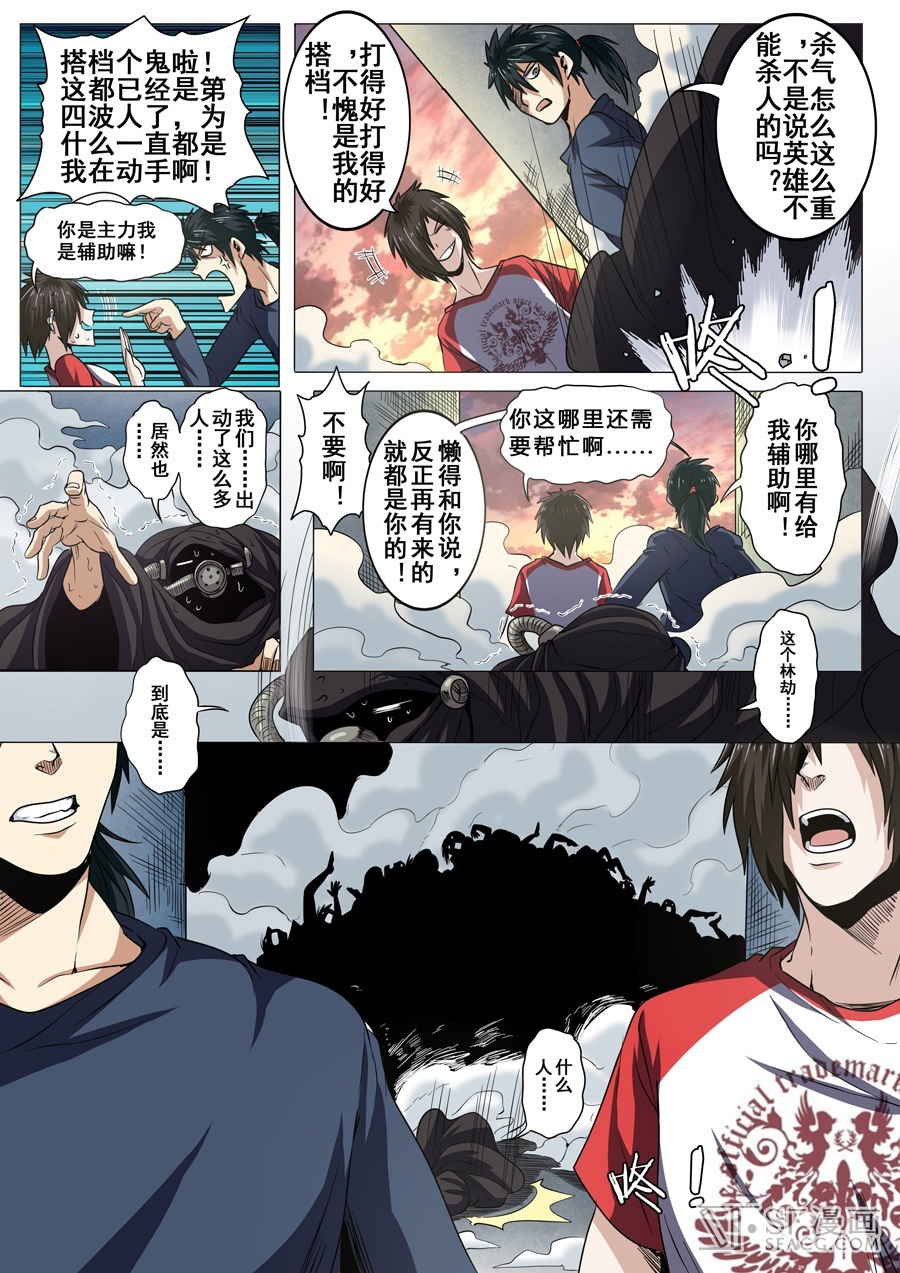 杀气怎么这么重
，不是说英雄不
能杀人的吗？
咚！
打得好打得好
，不愧是我的
搭档！
official trademark since
搭档个鬼啦！
这都已经是第
四波人了，为
什么一直都是
我在动手啊！
你是主力我
是辅助嘛！
你哪里有给
我辅助啊！
你这哪里还需
要帮忙啊……
懒得和你说，
反正再有来的
就都是你的！
不要啊！
我们……出
动了这么多
人……
居然也
……
这个林劫……
到底是……
什么
人……
咚！
official trademark
SF漫画
SFACG.COM